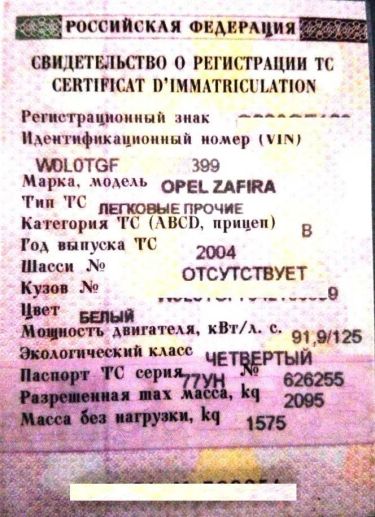 РОССИЙСКАЯ ФЕДЕРАЦИЯ
СВИДЕТЕЛЬСТВО О РЕГИСТРАЦИИ ТС
CERTIFICAT D'IMMATRICULATION
Регистрационный знак
Идентификационный номер (VIN)
W0L0TGF 399
Марка, модель OPEL ZAFIRA
Тип ТС ЛЕГКОВЫЕ ПРОЧИЕ
Категория ТС (ABCD, прицеп) B
Год выпуска ТС 2004
Шасси № ОТСУТСТВУЕТ
Кузов №
Цвет БЕЛЫЙ
Мощность двигателя, кВт/л. с. 91,9/125
Экологический класс ЧЕТВЕРТЫЙ
Паспорт ТС серия 77УН № 626255
Разрешенная max масса, kg 2095
Масса без нагрузки, kg 1575